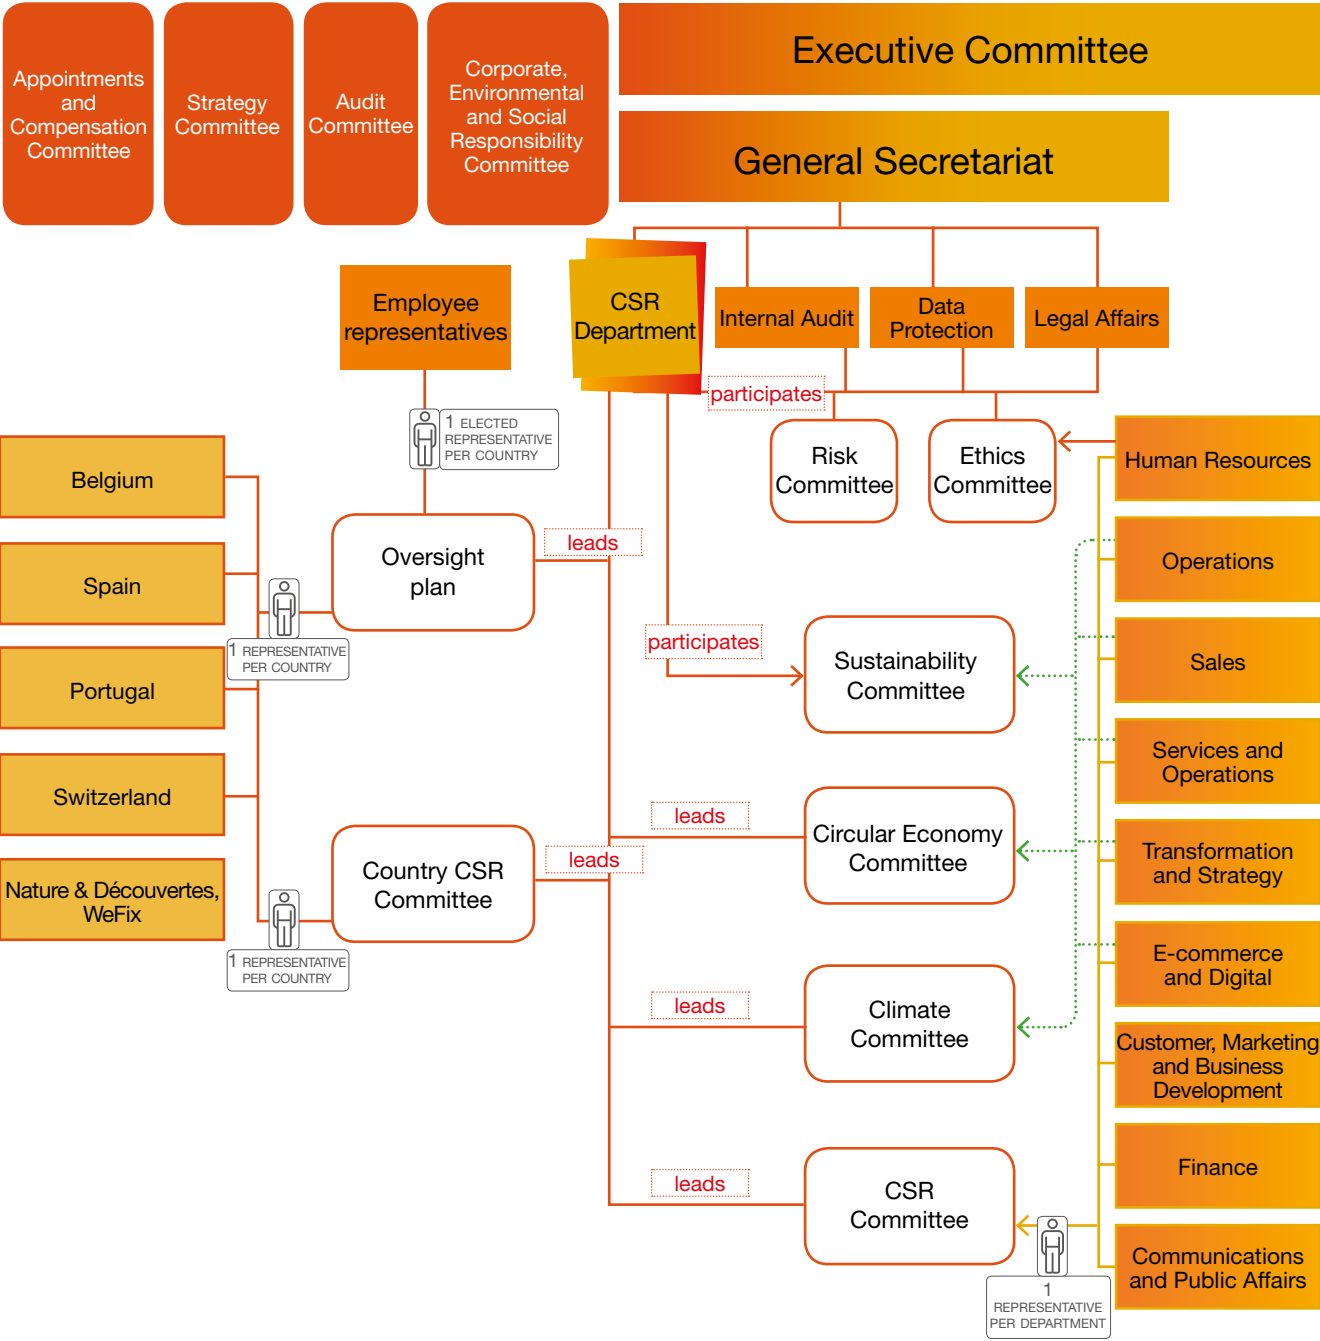 Appointments
and
Compensation
Committee
Strategy
Committee
Audit
Committee
Corporate,
Environmental
and Social
Responsibility
Committee
Executive Committee
General Secretariat
Employee
representatives
CSR
Department
Internal Audit
Data
Protection
Legal Affairs
participates
1 ELECTED
REPRESENTATIVE
PER COUNTRY
Risk
Committee
Ethics
Committee
Human Resources
Belgium
Spain
Portugal
Switzerland
Nature & Découvertes,
WeFix
1 REPRESENTATIVE
PER COUNTRY
Oversight
plan
leads
participates
Sustainability
Committee
Operations
Sales
Services and
Operations
Transformation
and Strategy
E-commerce
and Digital
Customer, Marketing
and Business
Development
Finance
Communications
and Public Affairs
leads
Circular Economy
Committee
Country CSR
Committee
leads
1 REPRESENTATIVE
PER COUNTRY
leads
Climate
Committee
leads
CSR
Committee
1
REPRESENTATIVE
PER DEPARTMENT